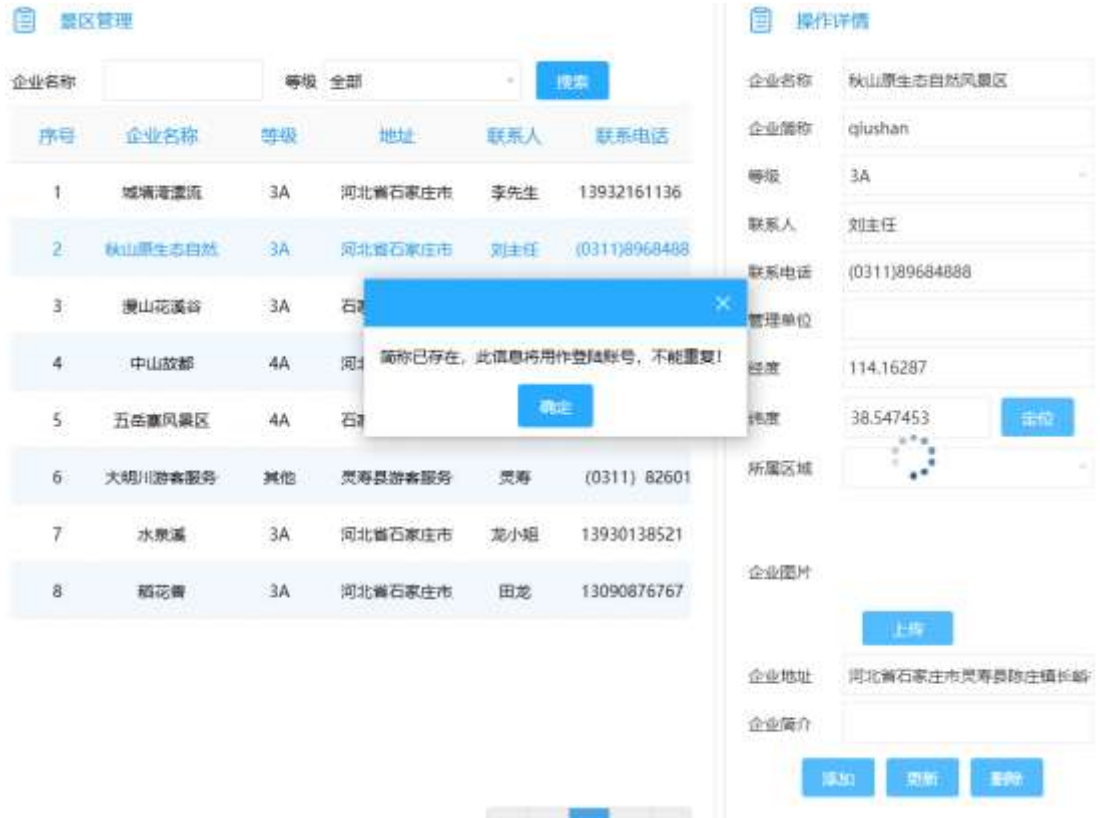 景区管理
企业名称 等级 全部 搜索
序号 企业名称 等级 地址 联系人 联系电话
1 城墙湾漂流 3A 河北省石家庄市 李先生 13932161136
2 秋山原生态自然 3A 河北省石家庄市 刘主任 (0311)8968488
3 漫山花溪谷 3A 石
4 中山故都 4A 河
5 五岳寨风景区 4A 石
6 大明川游客服务 其他 灵寿县游客服务 灵寿 (0311) 82601
7 水泉溪 3A 河北省石家庄市 龙小姐 13930138521
8 稻花香 3A 河北省石家庄市 田龙 13090876767
简称已存在，此信息将用作登陆账号，不能重复！
确定
操作详情
企业名称 秋山原生态自然风景区
企业简称 qiushan
等级 3A
联系人 刘主任
联系电话 (0311)89684888
管理单位
经度 114.16287
纬度 38.547453 定位
所属区域
企业图片
上传
企业地址 河北省石家庄市灵寿县陈庄镇长峪
企业简介
添加 更新 删除